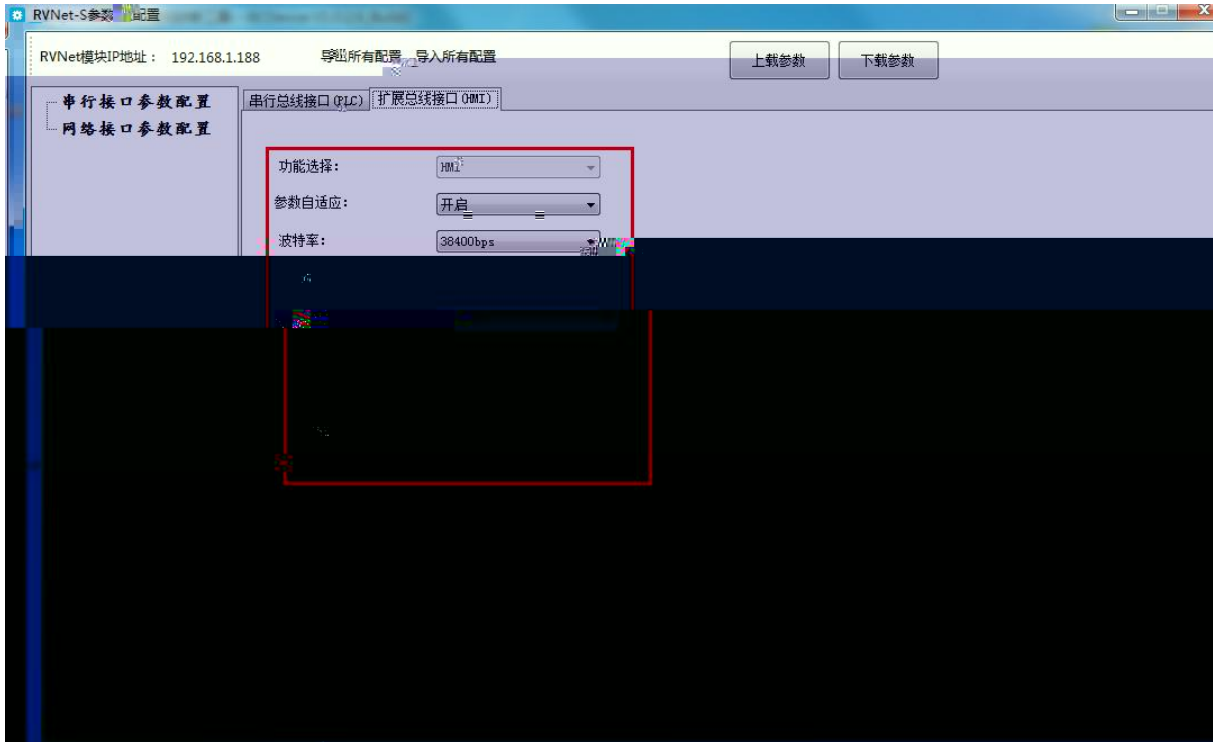 RVNet-S参数配置
RVNet模块IP地址： 192.168.1.188 导出所有配置 导入所有配置 上载参数 下载参数
串行接口参数配置
网络接口参数配置
串行总线接口(PLC) 扩展总线接口(HMI)
功能选择： HMI
参数自适应： 开启
波特率： 38400bps